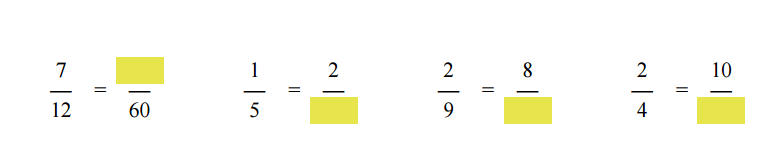 7 1 2 2 8 2 10
= = = =
12 60 5 9 4